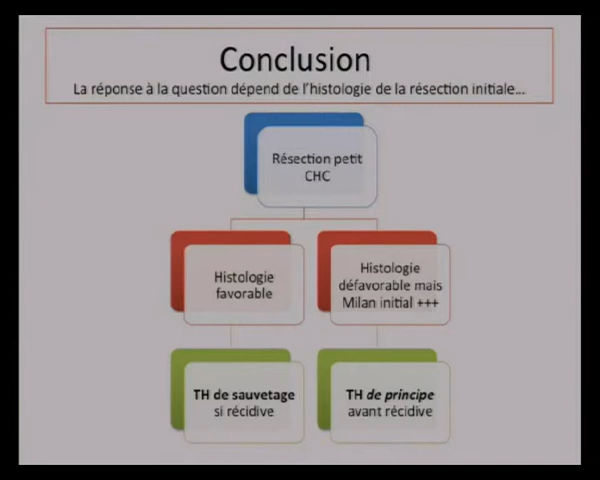 Conclusion
La réponse à la question dépend de l'histologie de la résection initiale...
Résection petit
CHC
Histologie
favorable
Histologie
défavorable mais
Milan initial +++
TH de sauvetage
si récidive
TH de principe
avant récidive